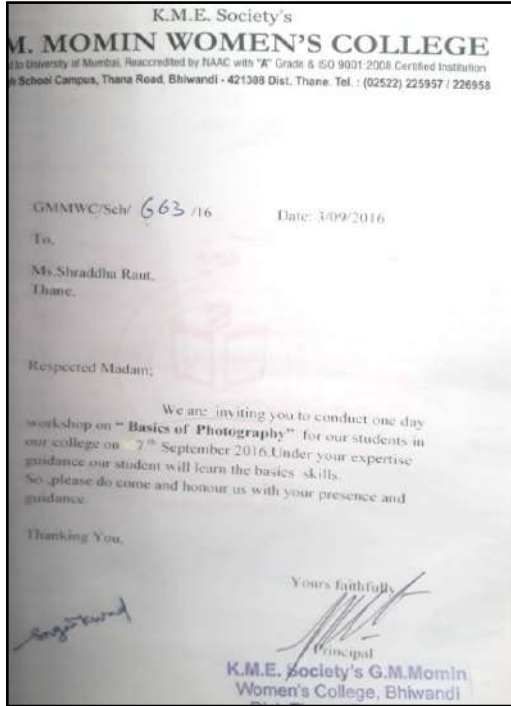 K.M.E. Society's
M. MOMIN WOMEN'S COLLEGE
to University of Mumbai, Reaccredited by NAAC with "A" Grade & ISO 9001:2008 Certified Institution
School Campus, Thana Road, Bhiwandi - 421308 Dist. Thane. Tel. : (02522) 225957 / 226958
GMMWC/Sch/ 663 /16
Date: 3/09/2016
To,
Ms.Shraddha Raut,
Thane.
Respected Madam;
We are inviting you to conduct one day
workshop on " Basics of Photography" for our students in
our college on 7th September 2016.Under your expertise
guidance our student will learn the basics skills.
So ,please do come and honour us with your presence and
guidance.
Thanking You,
Yours faithfully
Principal
K.M.E. Society's G.M.Momin
Women's College, Bhiwandi